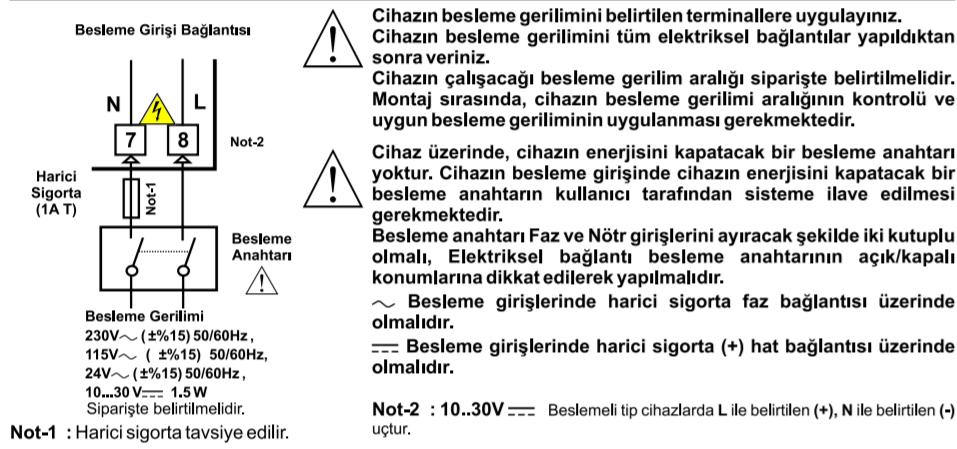 Besleme Girişi Bağlantısı
N
L
7
8
Not-2
Harici
Sigorta
(1A T)
Not-1
Besleme
Anahtarı
Besleme Gerilimi
230V～ (±%15) 50/60Hz ,
115V～ ( ±%15) 50/60Hz,
24V～ (±%15) 50/60Hz ,
10...30 V⎓ 1.5 W
Siparişte belirtilmelidir.
Not-1 : Harici sigorta tavsiye edilir.
Cihazın besleme gerilimini belirtilen terminallere uygulayınız.
Cihazın besleme gerilimini tüm elektriksel bağlantılar yapıldıktan
sonra veriniz.
Cihazın çalışacağı besleme gerilim aralığı siparişte belirtilmelidir.
Montaj sırasında, cihazın besleme gerilimi aralığının kontrolü ve
uygun besleme geriliminin uygulanması gerekmektedir.
Cihaz üzerinde, cihazın enerjisini kapatacak bir besleme anahtarı
yoktur. Cihazın besleme girişinde cihazın enerjisini kapatacak bir
besleme anahtarın kullanıcı tarafından sisteme ilave edilmesi
gerekmektedir.
Besleme anahtarı Faz ve Nötr girişlerini ayıracak şekilde iki kutuplu
olmalı, Elektriksel bağlantı besleme anahtarının açık/kapalı
konumlarına dikkat edilerek yapılmalıdır.
～ Besleme girişlerinde harici sigorta faz bağlantısı üzerinde
olmalıdır.
⎓ Besleme girişlerinde harici sigorta (+) hat bağlantısı üzerinde
olmalıdır.
Not-2 : 10..30V ⎓ Beslemeli tip cihazlarda L ile belirtilen (+), N ile belirtilen (-)
uçtur.